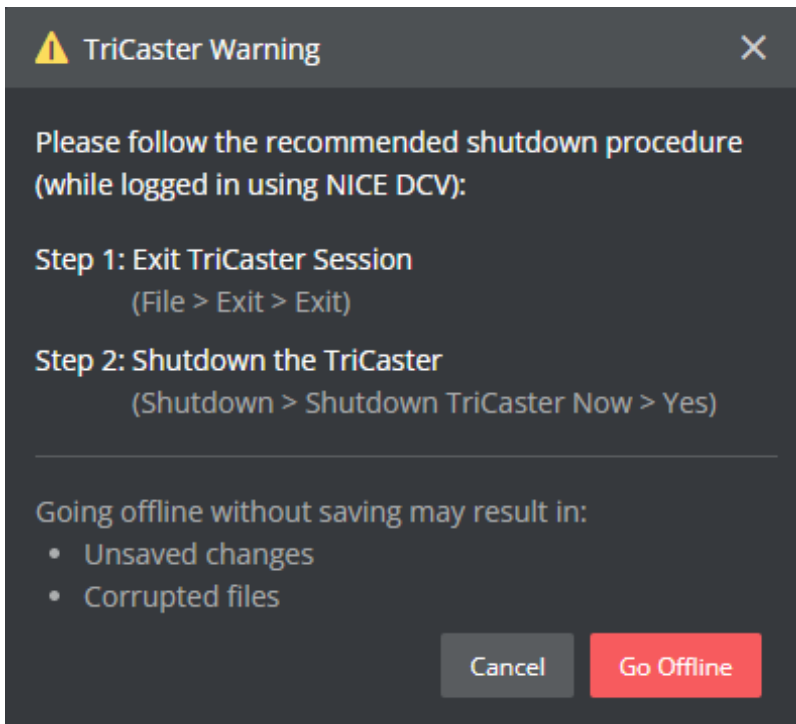 TriCaster Warning
Please follow the recommended shutdown procedure
(while logged in using NICE DCV):
Step 1: Exit TriCaster Session
(File > Exit > Exit)
Step 2: Shutdown the TriCaster
(Shutdown > Shutdown TriCaster Now > Yes)
Going offline without saving may result in:
• Unsaved changes
• Corrupted files
Cancel Go Offline